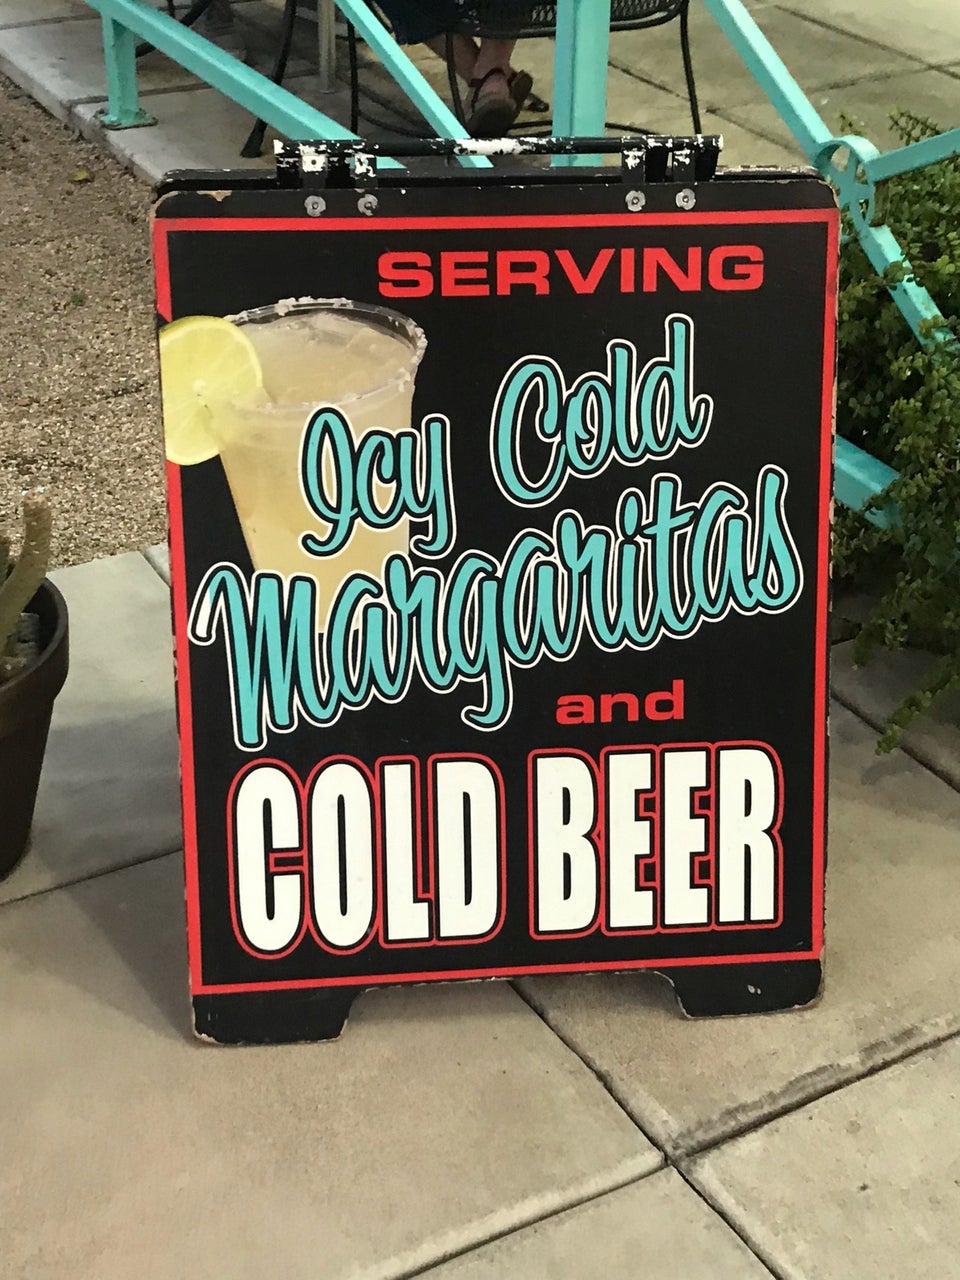 SERVING
Icy Cold
Margaritas
and
COLD BEER